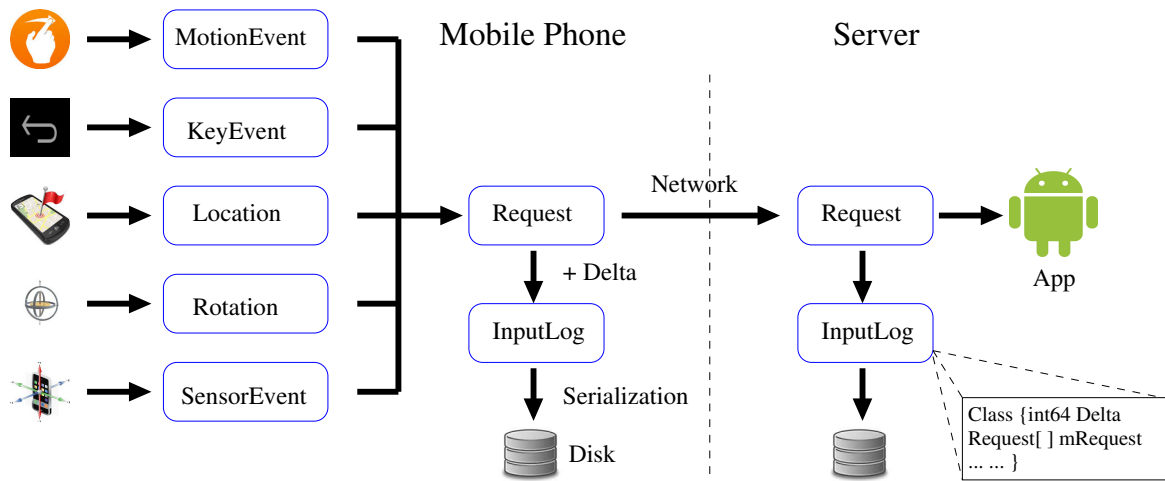 Mobile Phone
Server
MotionEvent
KeyEvent
Location
Rotation
SensorEvent
Request
Network
Request
App
+ Delta
InputLog
InputLog
Serialization
Disk
Class {int64 Delta
Request[ ] mRequest
... ... }